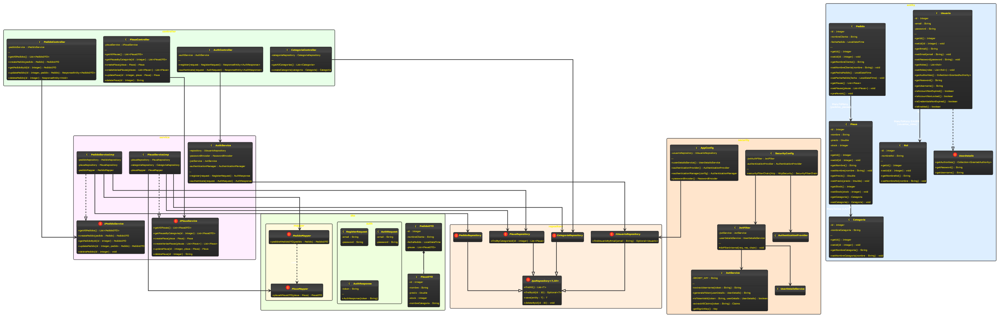 controller
C PedidoController
-pedidoService : IPedidoService
--
+getAllPedidos() : List<PedidoDTO>
+createPedido(pedido : Pedido) : PedidoDTO
+getPedidoById(id : Integer) : PedidoDTO
+updatePedido(id : Integer, pedido : Pedido) : ResponseEntity<PedidoDTO>
+deletePedido(id : Integer) : ResponseEntity<Void>
C PiezaController
-piezaService : IPiezaService
--
+getAllPiezas() : List<PiezaDTO>
+getPiezasByCategoria(id : Integer) : List<PiezaDTO>
+createPieza(pieza : Pieza) : Pieza
+createVariasPiezas(piezas : List<Pieza>) : List<Pieza>
+updatePieza(id : Integer, pieza : Pieza) : Pieza
+deletePieza(id : Integer) : String
C AuthController
-authService : AuthService
--
+register(request : RegisterRequest) : ResponseEntity<AuthResponse>
+authenticate(request : AuthRequest) : ResponseEntity<AuthResponse>
C CategoriaController
-categoriaRepository : CategoriaRepository
--
+getAllCategorias() : List<Categoria>
+createCategoria(categoria : Categoria) : Categoria
C Pedido
-id : Integer
-nombreCliente : String
-fechaPedido : LocalDateTime
--
+getId() : Integer
+setId(id : Integer) : void
+getNombreCliente() : String
+setNombreCliente(nombre : String) : void
+getFechaPedido() : LocalDateTime
+setFechaPedido(fecha : LocalDateTime) : void
+getPiezas() : List<Pieza>
+setPiezas(piezas : List<Pieza>) : void
+prePersist() : void
C Usuario
-id : Integer
-email : String
-password : String
--
+getId() : Integer
+setId(id : Integer) : void
+getEmail() : String
+setEmail(email : String) : void
+setPassword(password : String) : void
+getRoles() : List<Rol>
+setRoles(roles : List<Rol>) : void
+getAuthorities() : Collection<GrantedAuthority>
+getPassword() : String
+getUsername() : String
+isAccountNonExpired() : boolean
+isAccountNonLocked() : boolean
+isCredentialsNonExpired() : boolean
+isEnabled() : boolean
C Pieza
-id : Integer
-nombre : String
-precio : Double
-stock : Integer
--
+getId() : Integer
+setId(id : Integer) : void
+getNombre() : String
+setNombre(nombre : String) : void
+getPrecio() : Double
+setPrecio(precio : Double) : void
+getStock() : Integer
+setStock(stock : Integer) : void
+getCategoria() : Categoria
+setCategoria(c : Categoria) : void
C Rol
-id : Integer
-nombreRol : String
--
+getId() : Integer
+setId(id : Integer) : void
+getNombreRol() : String
+setNombreRol(nombre : String) : void
I UserDetails
+getAuthorities() : Collection<GrantedAuthority>
+getPassword() : String
+getUsername() : String
C Categoria
-id : Integer
-nombreCategoria : String
--
+getId() : Integer
+setId(id : Integer) : void
+getNombreCategoria() : String
+setNombreCategoria(nombre : String) : void
service
C PedidoServiceImp
-pedidoRepository : PedidoRepository
-piezaRepository : PiezaRepository
-pedidoMapper : PedidoMapper
C PiezaServiceImp
-piezaRepository : PiezaRepository
-categoriaRepository : CategoriaRepository
-piezaMapper : PiezaMapper
C AuthService
-repository : IUsuarioRepository
-passwordEncoder : PasswordEncoder
-jwtService : JwtService
-authenticationManager : AuthenticationManager
--
+register(request : RegisterRequest) : AuthResponse
+authenticate(request : AuthRequest) : AuthResponse
I IPedidoService
+getAllPedidos() : List<PedidoDTO>
+createPedido(pedido : Pedido) : PedidoDTO
+getPedidoById(id : Integer) : PedidoDTO
+updatePedido(id : Integer, pedido : Pedido) : PedidoDTO
+deletePedido(id : Integer) : void
I IPiezaService
+getAllPiezas() : List<PiezaDTO>
+getPiezasByCategoria(id : Integer) : List<PiezaDTO>
+createPieza(pieza : Pieza) : Pieza
+createVariasPiezas(piezas : List<Pieza>) : List<Pieza>
+updatePieza(id : Integer, pieza : Pieza) : Pieza
+deletePieza(id : Integer) : String
security
C AppConfig
-usuarioRepository : IUsuarioRepository
--
+userDetailsService() : UserDetailsService
+authenticationProvider() : AuthenticationProvider
+authenticationManager(config) : AuthenticationManager
+passwordEncoder() : PasswordEncoder
C SecurityConfig
-jwtAuthFilter : JwtFilter
-authenticationProvider : AuthenticationProvider
--
+securityFilterChain(http : HttpSecurity) : SecurityFilterChain
C JwtFilter
-jwtService : JwtService
-userDetailsService : UserDetailsService
--
#doFilterInternal(req, res, chain) : void
C AuthenticationProvider
C JwtService
-SECRET_KEY : String
--
+extractUsername(token : String) : String
+generateToken(userDetails : UserDetails) : String
+isTokenValid(token : String, userDetails : UserDetails) : boolean
-extractAllClaims(token : String) : Claims
-getSignInKey() : Key
C UserDetailsService
dto
mapper
I PedidoMapper
+pedidoAPedidoDTO(pedido : Pedido) : PedidoDTO
I PiezaMapper
+piezaAPiezaDTO(pieza : Pieza) : PiezaDTO
auth
C RegisterRequest
-email : String
-password : String
C AuthRequest
-email : String
-password : String
C AuthResponse
-token : String
--
+AuthResponse(token : String)
C PedidoDTO
-id : Integer
-nombreCliente : String
-fechaPedido : LocalDateTime
-piezas : List<PiezaDTO>
C PiezaDTO
-id : Integer
-nombre : String
-precio : Double
-stock : Integer
-nombreCategoria : String
repository
I PedidoRepository
I PiezaRepository
+findByCategoriaId(id : Integer) : List<Pieza>
I CategoriaRepository
I IUsuarioRepository
+findUsuarioByEmail(email : String) : Optional<Usuario>
I JpaRepository<T,ID>
+findAll() : List<T>
+findById(id : ID) : Optional<T>
+save(entity : T) : T
+deleteById(id : ID) : void